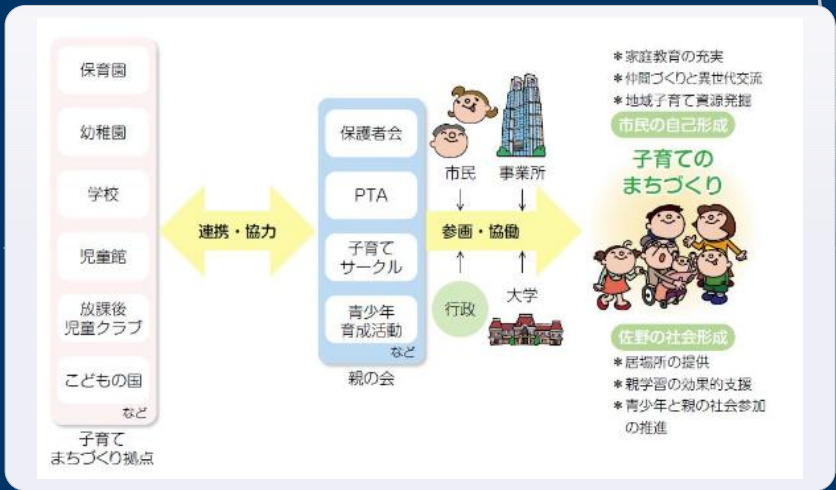 保育園
幼稚園
学校
児童館
放課後
児童クラブ
こどもの国
など
子育て
まちづくり拠点
連携・協力
保護者会
PTA
子育て
サークル
青少年
育成活動
など
親の会
市民
事業所
参画・協働
行政
大学
＊家庭教育の充実
＊仲間づくりと異世代交流
＊地域子育て資源発掘
市民の自己形成
子育ての
まちづくり
佐野の社会形成
＊居場所の提供
＊親学習の効果的支援
＊青少年と親の社会参加
の推進